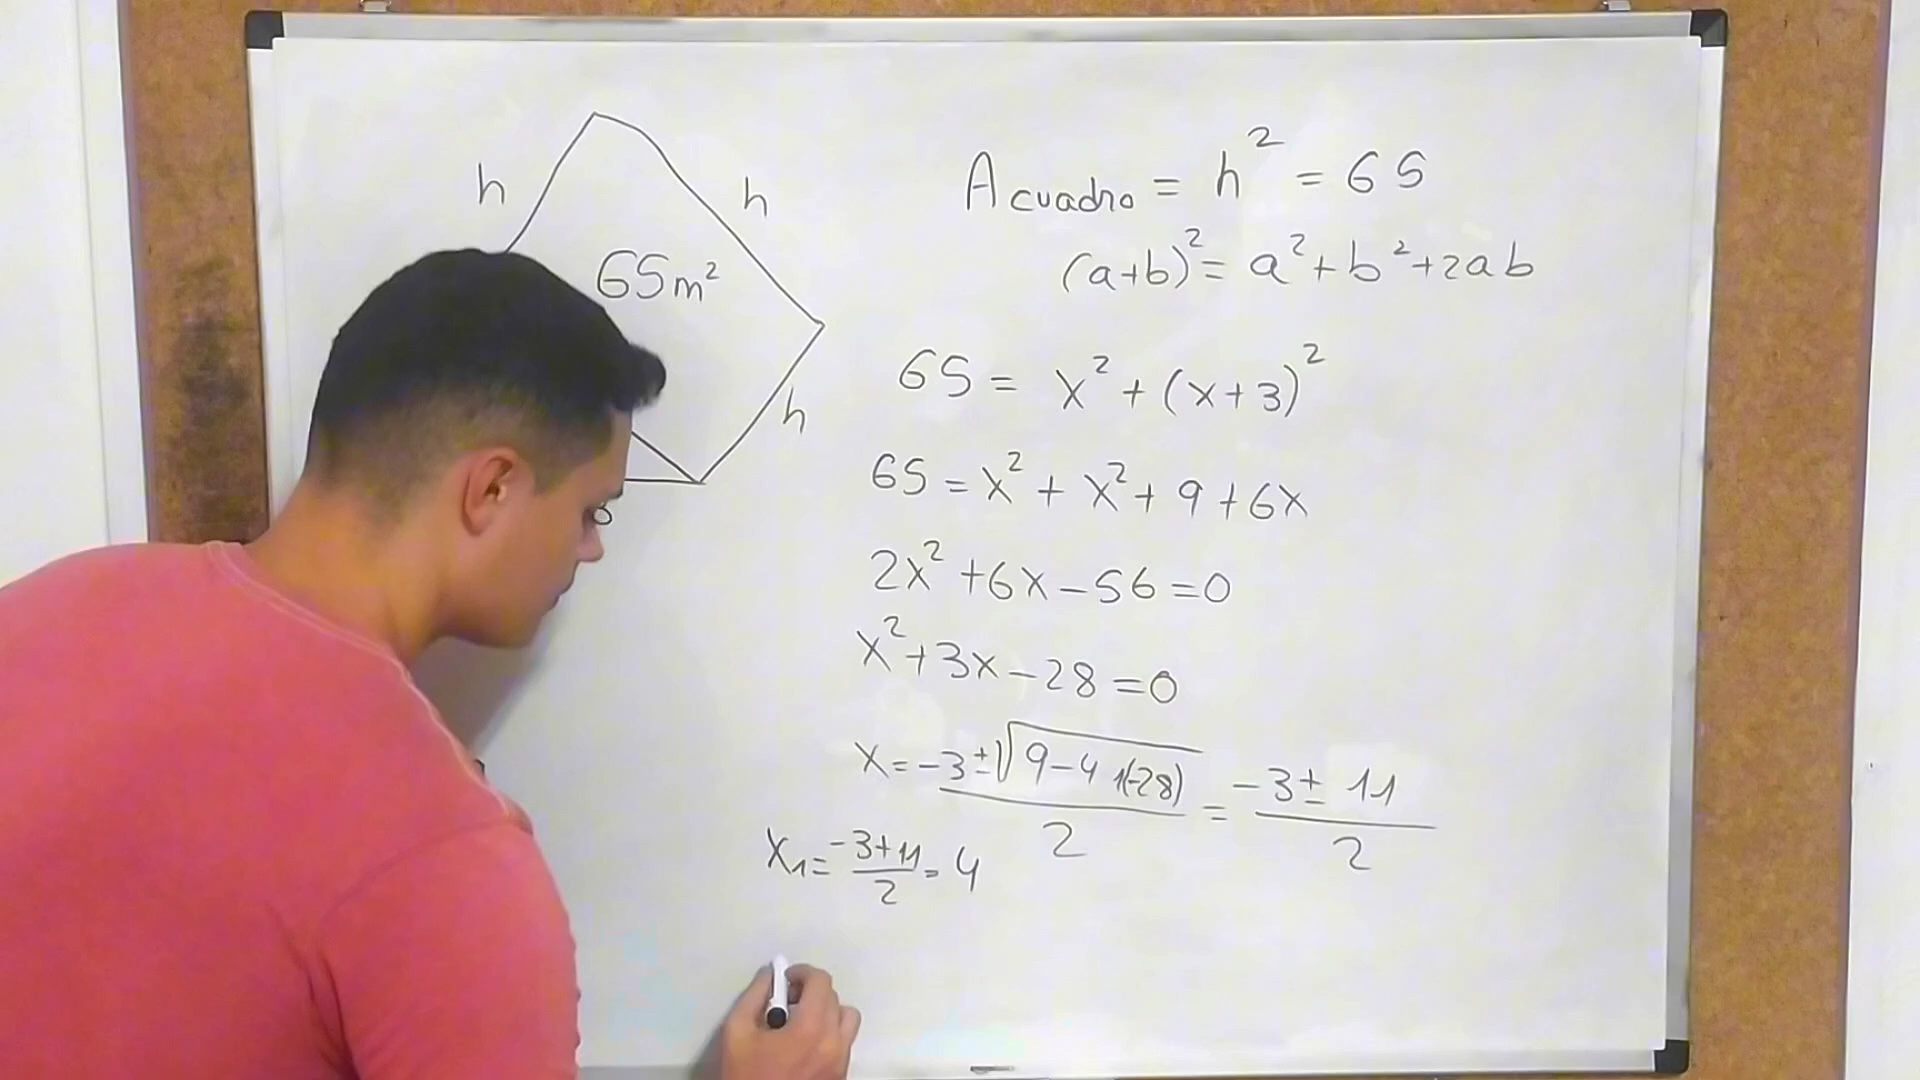 h
h
65m²
h
b
A cuadro = h² = 65
(a+b)² = a² + b² + 2ab
65 = x² + (x+3)²
65 = x² + x² + 9 + 6x
2x² + 6x - 56 = 0
x² + 3x - 28 = 0
x = -3 ± √9 - 4 1(-28) / 2 = -3 ± 11 / 2
x₁ = -3+11 / 2 = 4